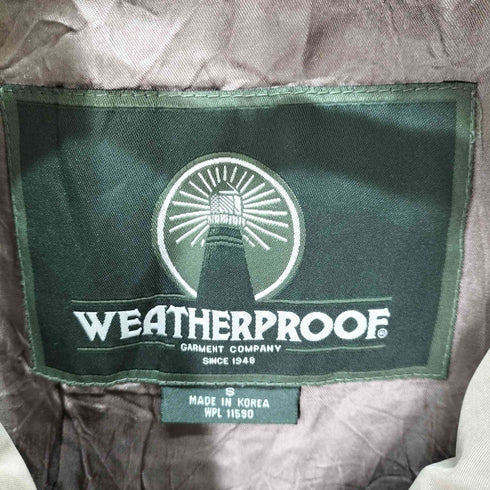 WEATHERPROOF®
GARMENT COMPANY
SINCE 1948
S
MADE IN KOREA
WPL 11590